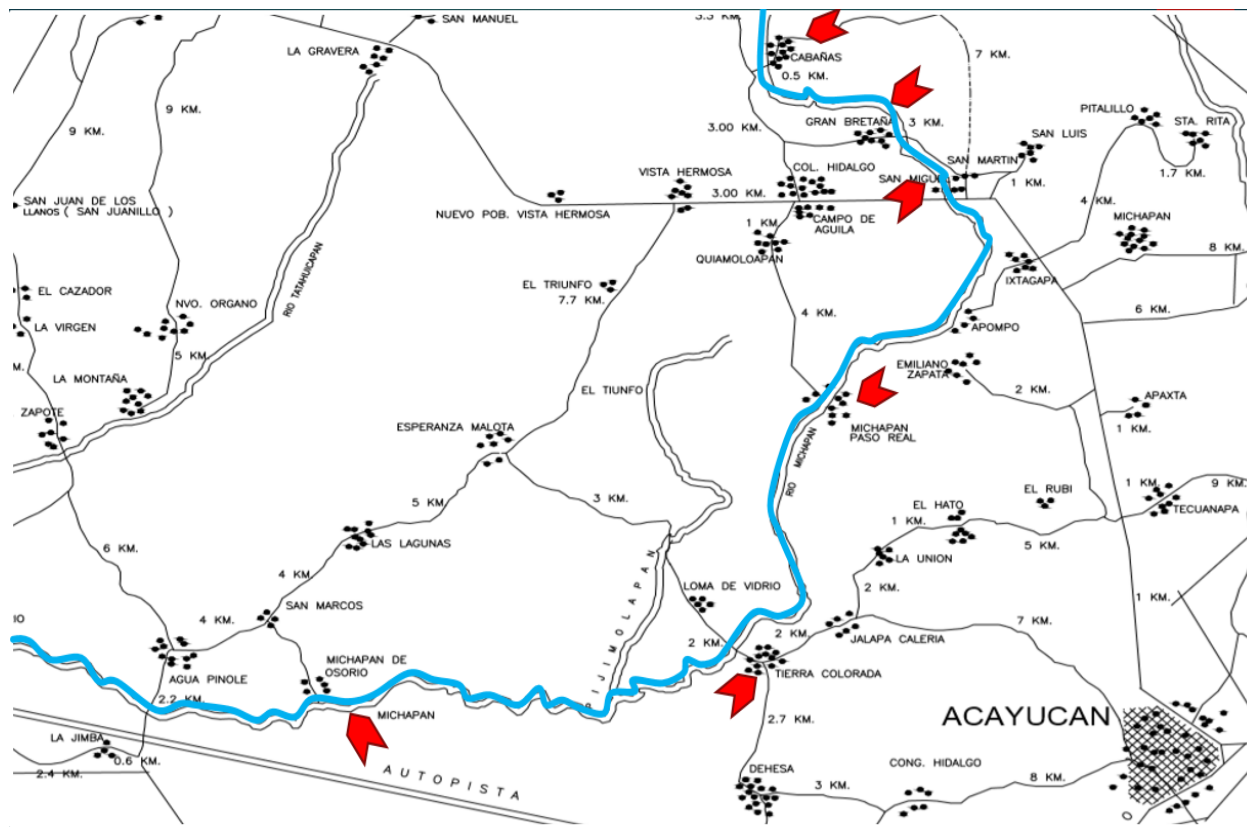 SAN MANUEL
3.3 KM.
LA GRAVERA
CABAÑAS
7 KM.
0.5 KM.
9 KM.
9 KM.
PITALILLO
STA. RITA
3.00 KM.
GRAN BRETAÑA
3 KM.
SAN LUIS
VISTA HERMOSA
COL. HIDALGO
SAN MARTIN
SAN MIGUEL
1.7 KM.
1 KM.
3.00 KM.
SAN JUAN DE LOS
LLANOS ( SAN JUANILLO )
NUEVO POB. VISTA HERMOSA
4 KM.
MICHAPAN
1 KM.
CAMPO DE
AGUILA
QUIAMOLOAPAN
8 KM.
RIO TATAHUICAPAN
IXTAGAPA
EL CAZADOR
EL TRIUNFO
7.7 KM.
NVO. ORGANO
LA VIRGEN
4 KM.
6 KM.
APOMPO
5 KM.
M.
LA MONTAÑA
EMILIANO
ZAPATA
EL TIUNFO
2 KM.
APAXTA
ZAPOTE
ESPERANZA MALOTA
MICHAPAN
PASO REAL
1 KM.
RIO MICHAPAN
5 KM.
3 KM.
EL RUBI
1 KM.
9 KM.
EL HATO
1 KM.
TECUANAPA
LAS LAGUNAS
6 KM.
5 KM.
LA UNION
4 KM.
2 KM.
LOMA DE VIDRIO
1 KM.
SAN MARCOS
IO
4 KM.
7 KM.
2 KM.
2 KM.
JALAPA CALERIA
MICHAPAN DE
OSORIO
AGUA PINOLE
TIERRA COLORADA
2.2 KM.
MICHAPAN
2.7 KM.
ACAYUCAN
LA JIMBA
0.6 KM.
2.4 KM.
AUTOPISTA
DEHESA
CONG. HIDALGO
3 KM.
8 KM.
O